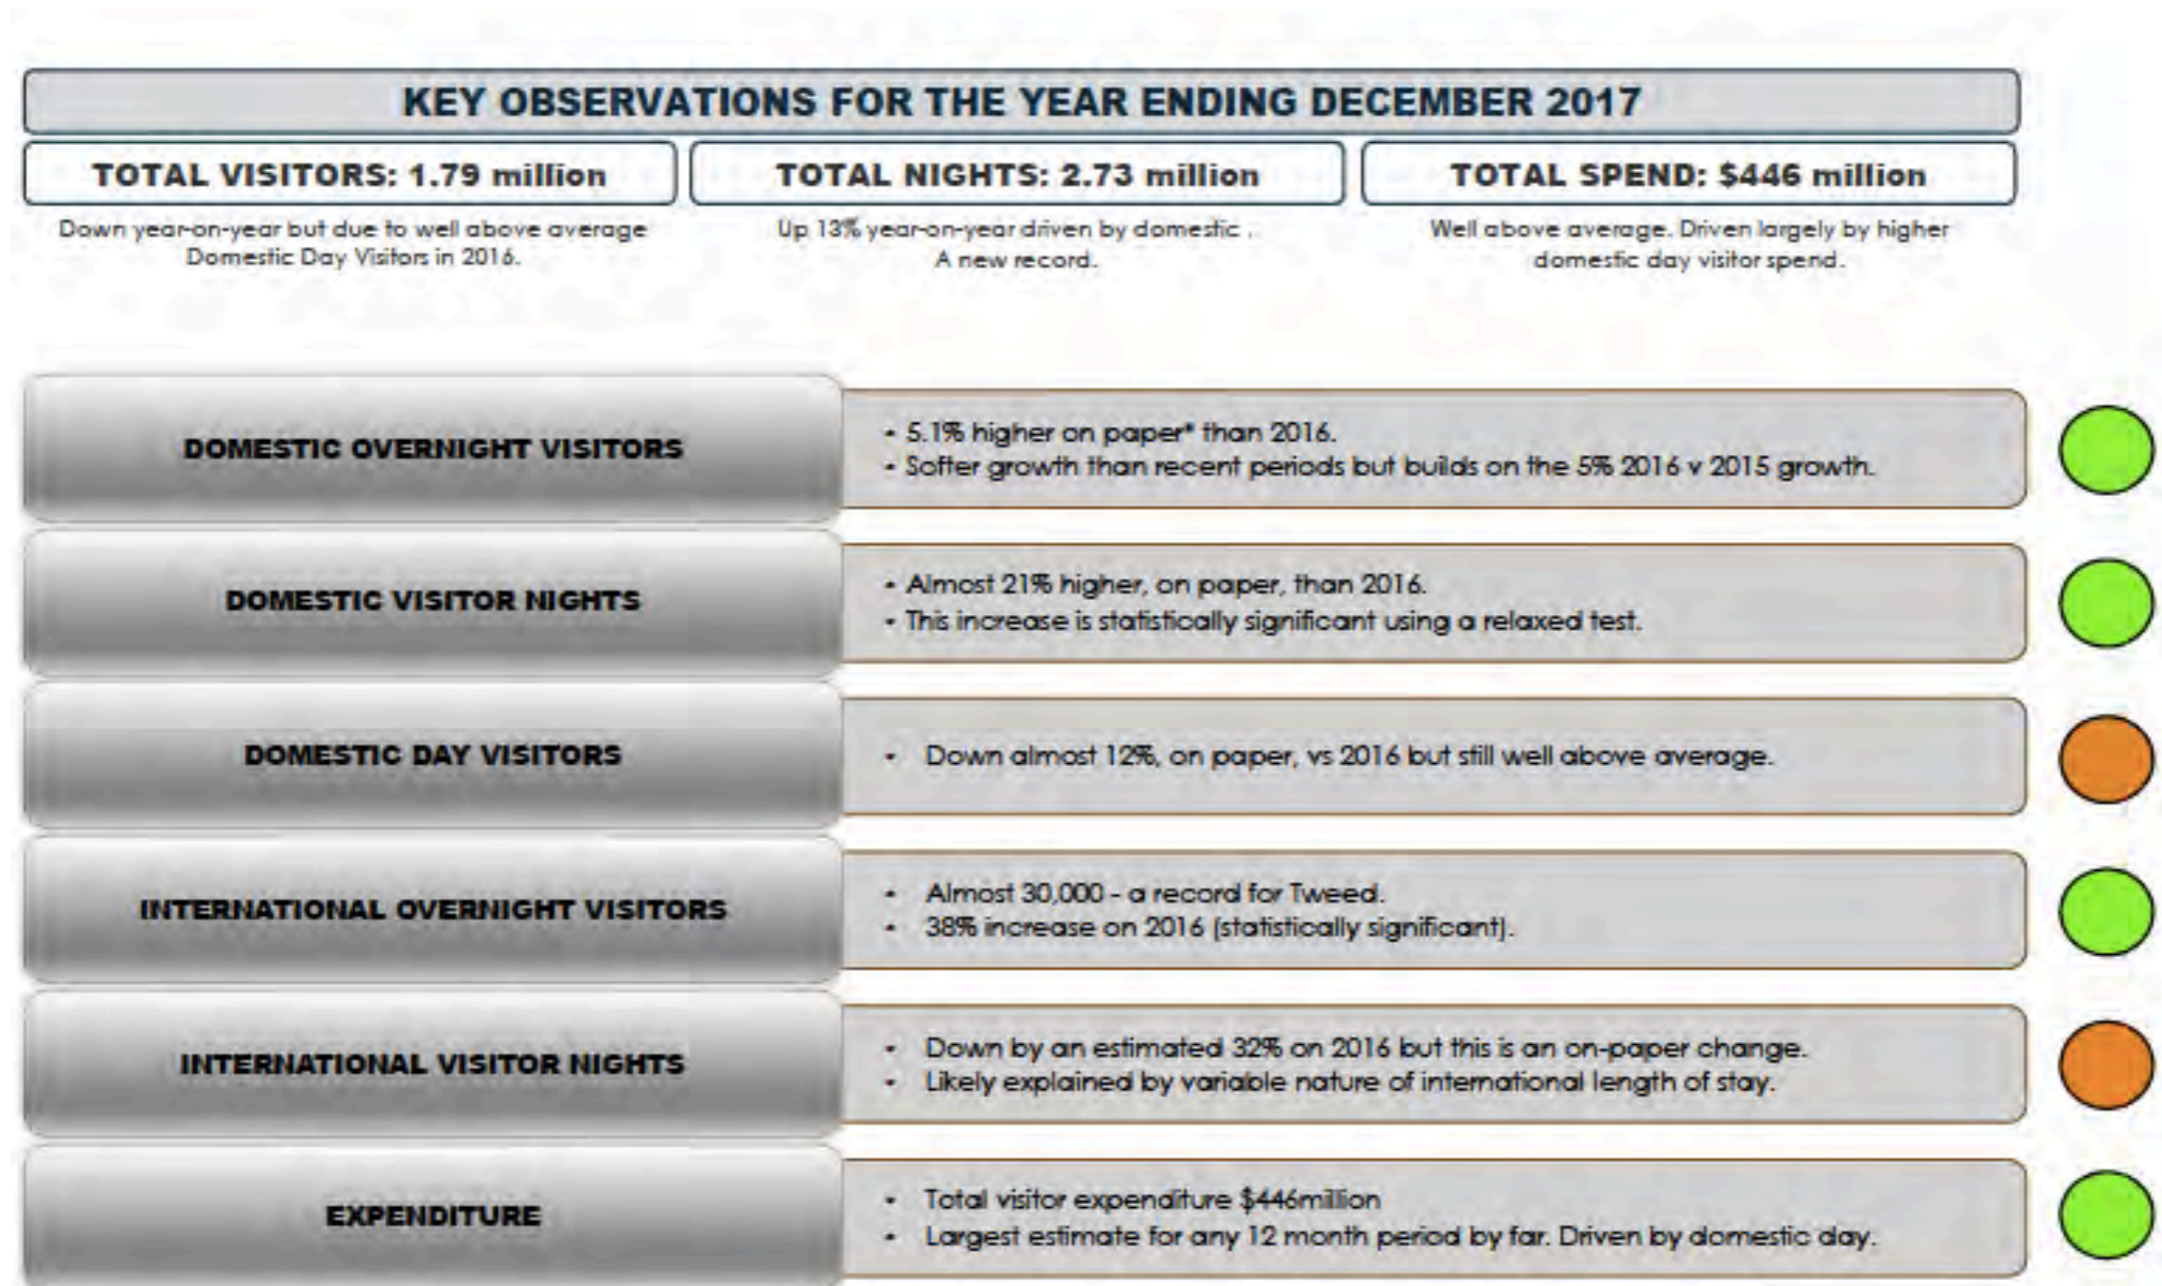 KEY OBSERVATIONS FOR THE YEAR ENDING DECEMBER 2017
TOTAL VISITORS: 1.79 million
Down year-on-year but due to well above average
Domestic Day Visitors in 2016.
TOTAL NIGHTS: 2.73 million
Up 13% year-on-year driven by domestic .
A new record.
TOTAL SPEND: $446 million
Well above average. Driven largely by higher
domestic day visitor spend.
DOMESTIC OVERNIGHT VISITORS
• 5.1% higher on paper* than 2016.
• Softer growth than recent periods but builds on the 5% 2016 v 2015 growth.
DOMESTIC VISITOR NIGHTS
• Almost 21% higher, on paper, than 2016.
• This increase is statistically significant using a relaxed test.
DOMESTIC DAY VISITORS
• Down almost 12%, on paper, vs 2016 but still well above average.
INTERNATIONAL OVERNIGHT VISITORS
• Almost 30,000 - a record for Tweed.
• 38% increase on 2016 (statistically significant).
INTERNATIONAL VISITOR NIGHTS
• Down by an estimated 32% on 2016 but this is an on-paper change.
• Likely explained by variable nature of international length of stay.
EXPENDITURE
• Total visitor expenditure $446million
• Largest estimate for any 12 month period by far. Driven by domestic day.